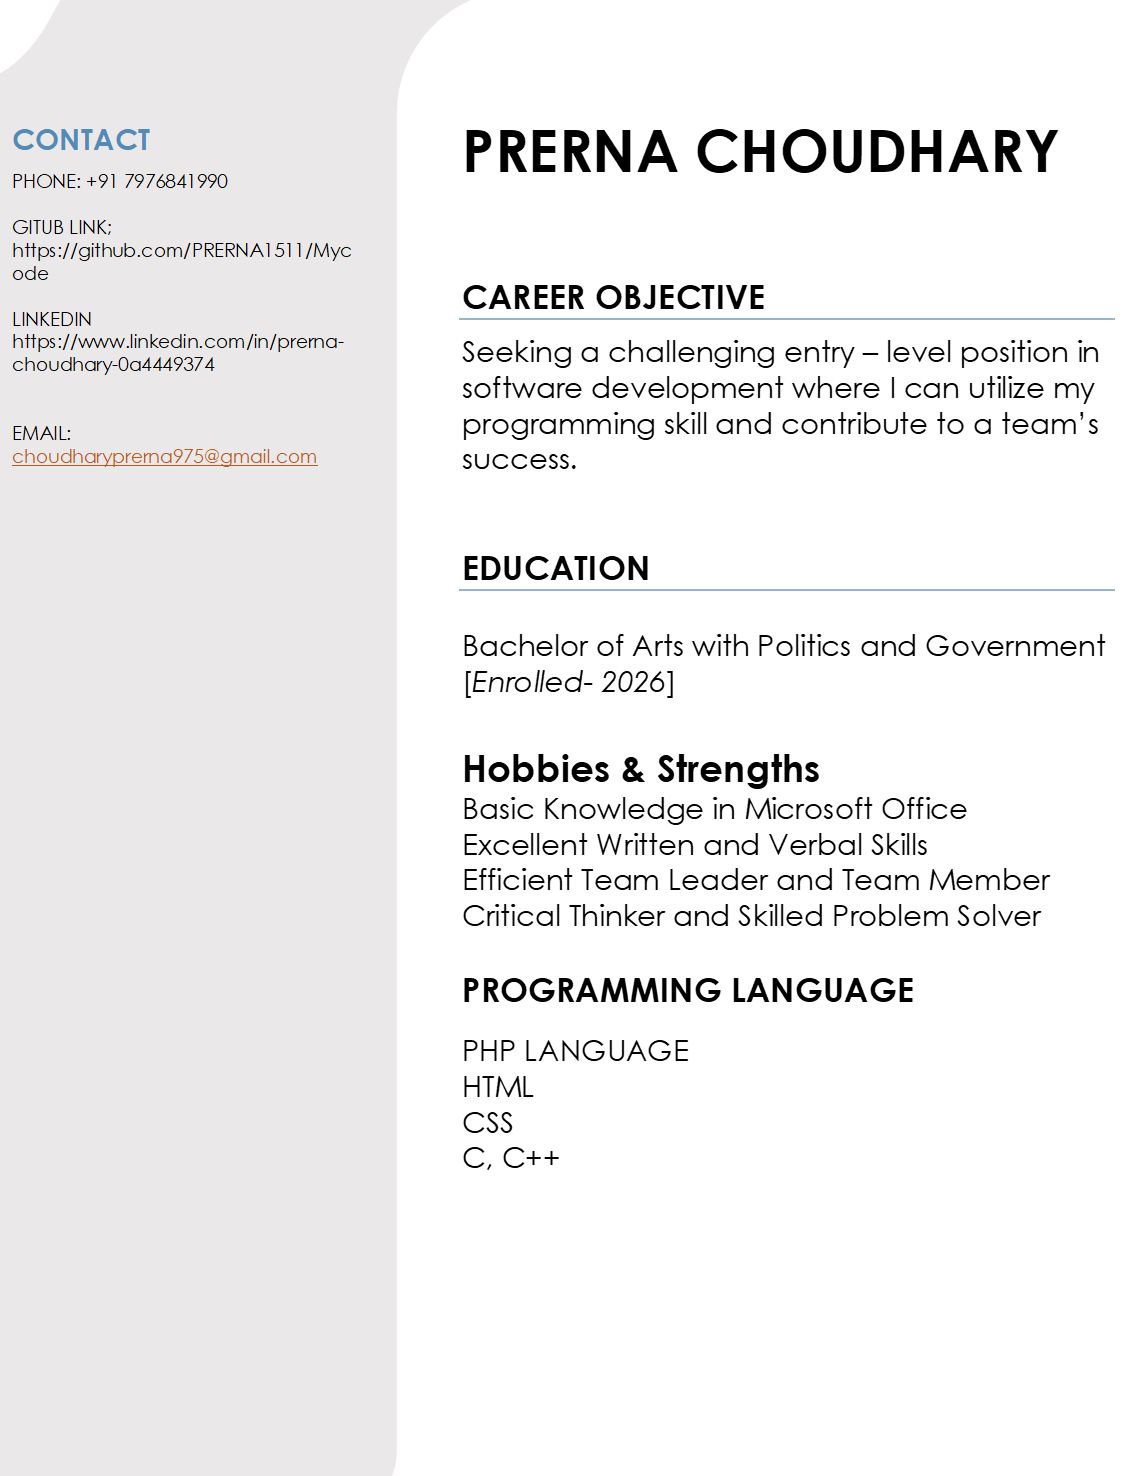 CONTACT
PHONE: +91 7976841990
GITUB LINK;
https://github.com/PRERNA1511/Myc
ode
LINKEDIN
https://www.linkedin.com/in/prerna-
choudhary-0a4449374
EMAIL:
choudharyprerna975@gmail.com
PRERNA CHOUDHARY
CAREER OBJECTIVE
Seeking a challenging entry – level position in
software development where I can utilize my
programming skill and contribute to a team’s
success.
EDUCATION
Bachelor of Arts with Politics and Government
[Enrolled- 2026]
Hobbies & Strengths
Basic Knowledge in Microsoft Office
Excellent Written and Verbal Skills
Efficient Team Leader and Team Member
Critical Thinker and Skilled Problem Solver
PROGRAMMING LANGUAGE
PHP LANGUAGE
HTML
CSS
C, C++